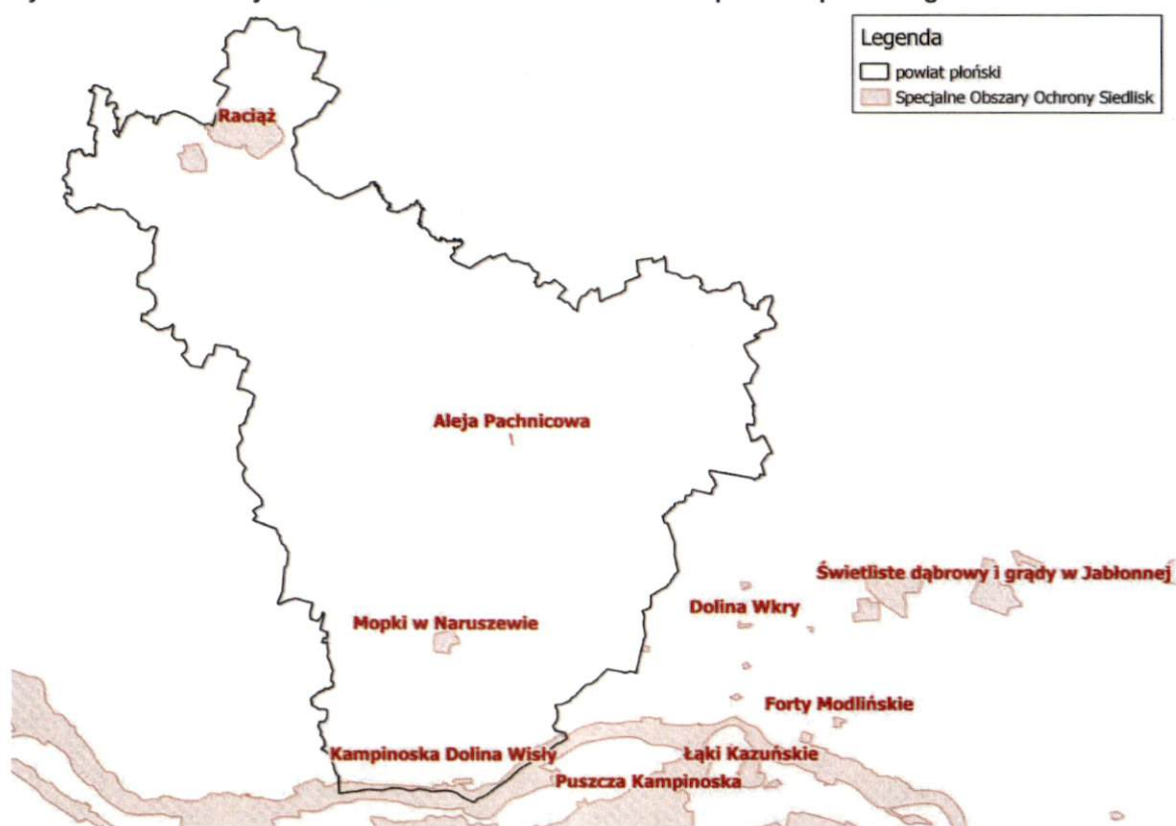 Legenda
powiat płoński
Specjalne Obszary Ochrony Siedlisk
Raciąż
Aleja Pachnicowa
Świetliste dąbrowy i grądy w Jabłonnej
Dolina Wkry
Mopki w Naruszewie
Forty Modlińskie
Kampinoska Dolina Wisły
Łąki Kazuńskie
Puszcza Kampinoska